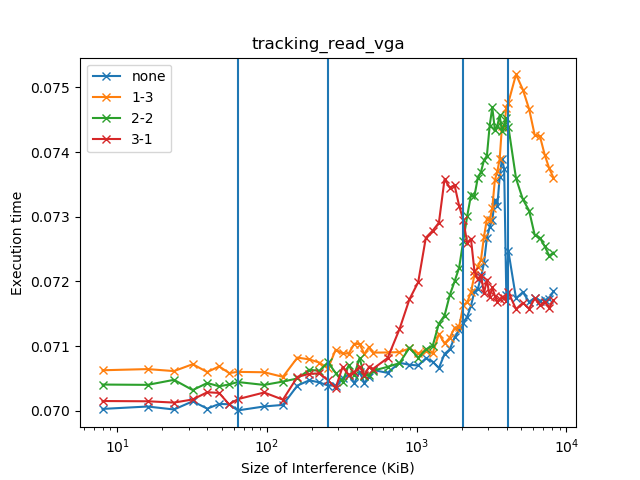 tracking_read_vga
none
1-3
2-2
3-1
Execution time
0.075
0.074
0.073
0.072
0.071
0.070
10¹ 10² 10³ 10⁴
Size of Interference (KiB)